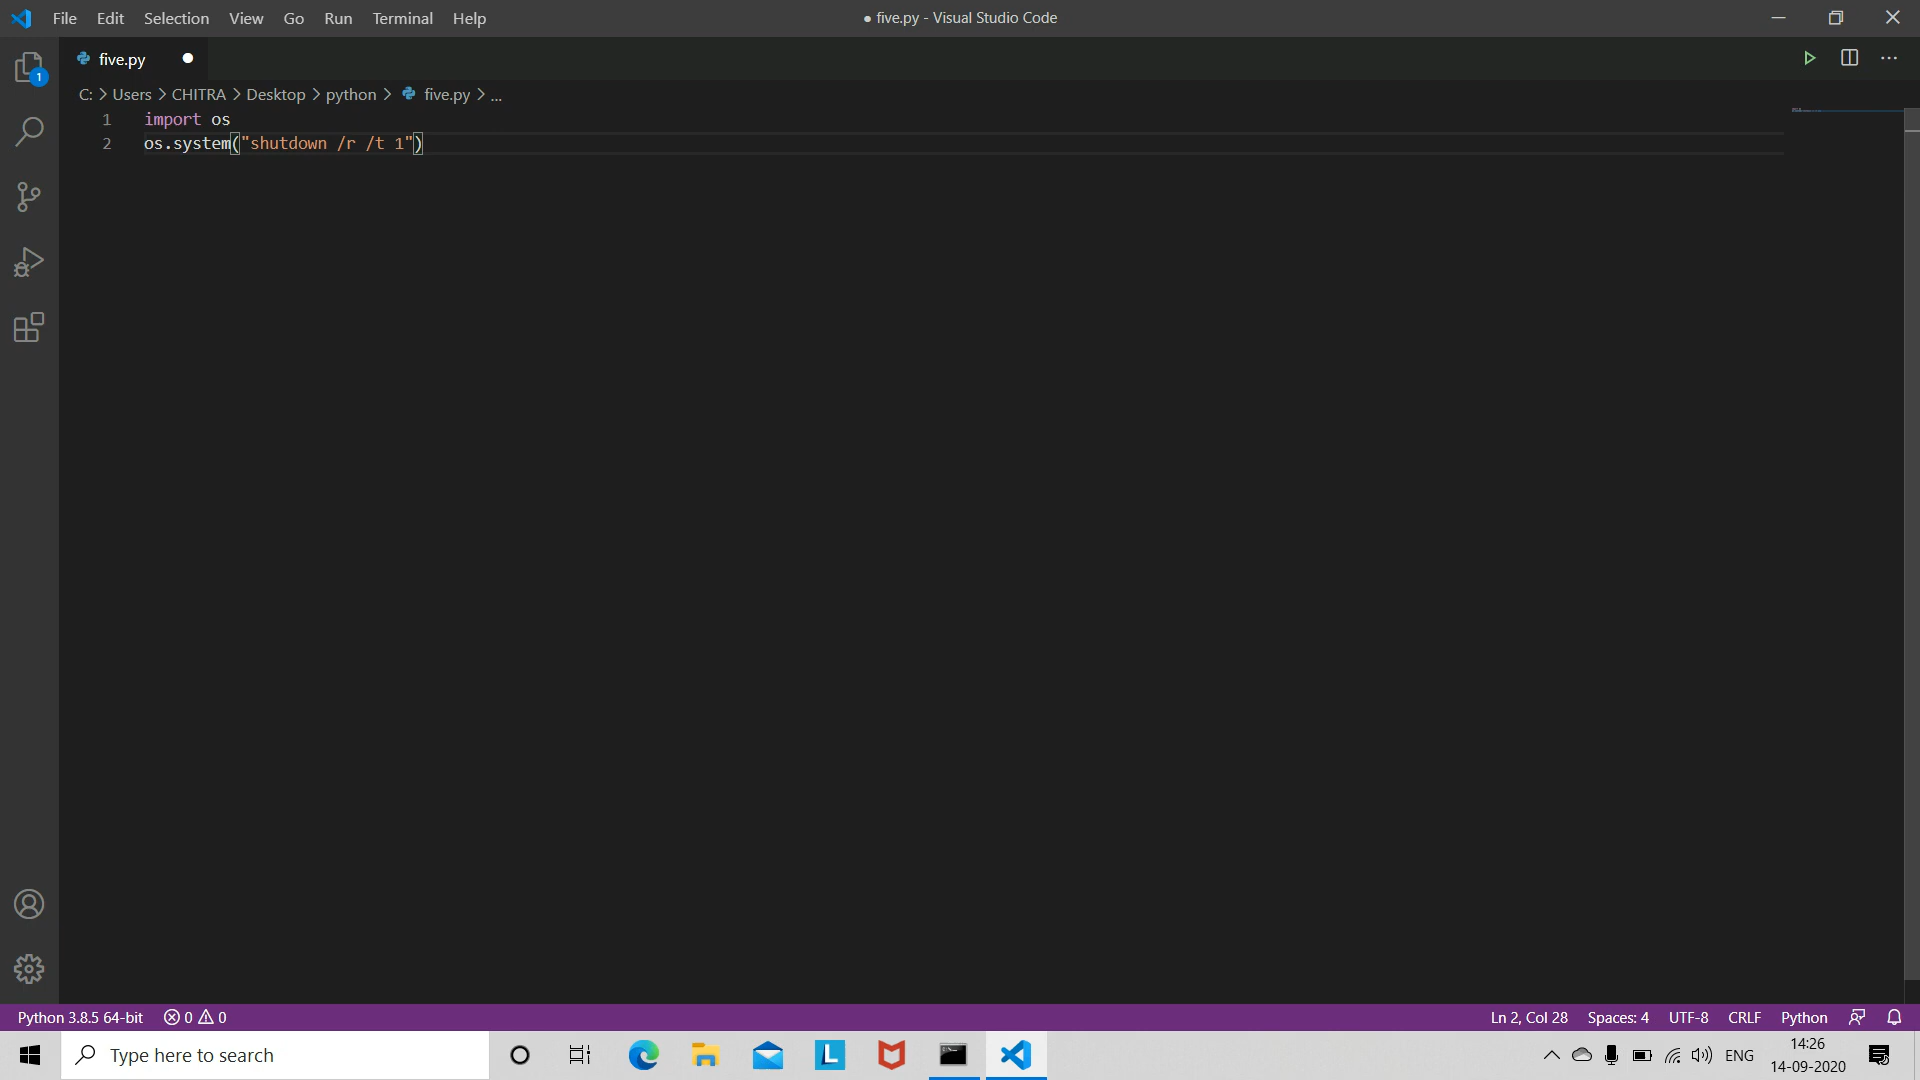 File Edit Selection View Go Run Terminal Help
● five.py - Visual Studio Code
1
five.py ●
C: > Users > CHITRA > Desktop > python > five.py > ...
1 import os
2 os.system("shutdown /r /t 1")
Python 3.8.5 64-bit 0 0
Ln 2, Col 28 Spaces: 4 UTF-8 CRLF Python
Type here to search
L
ENG
14:26
14-09-2020